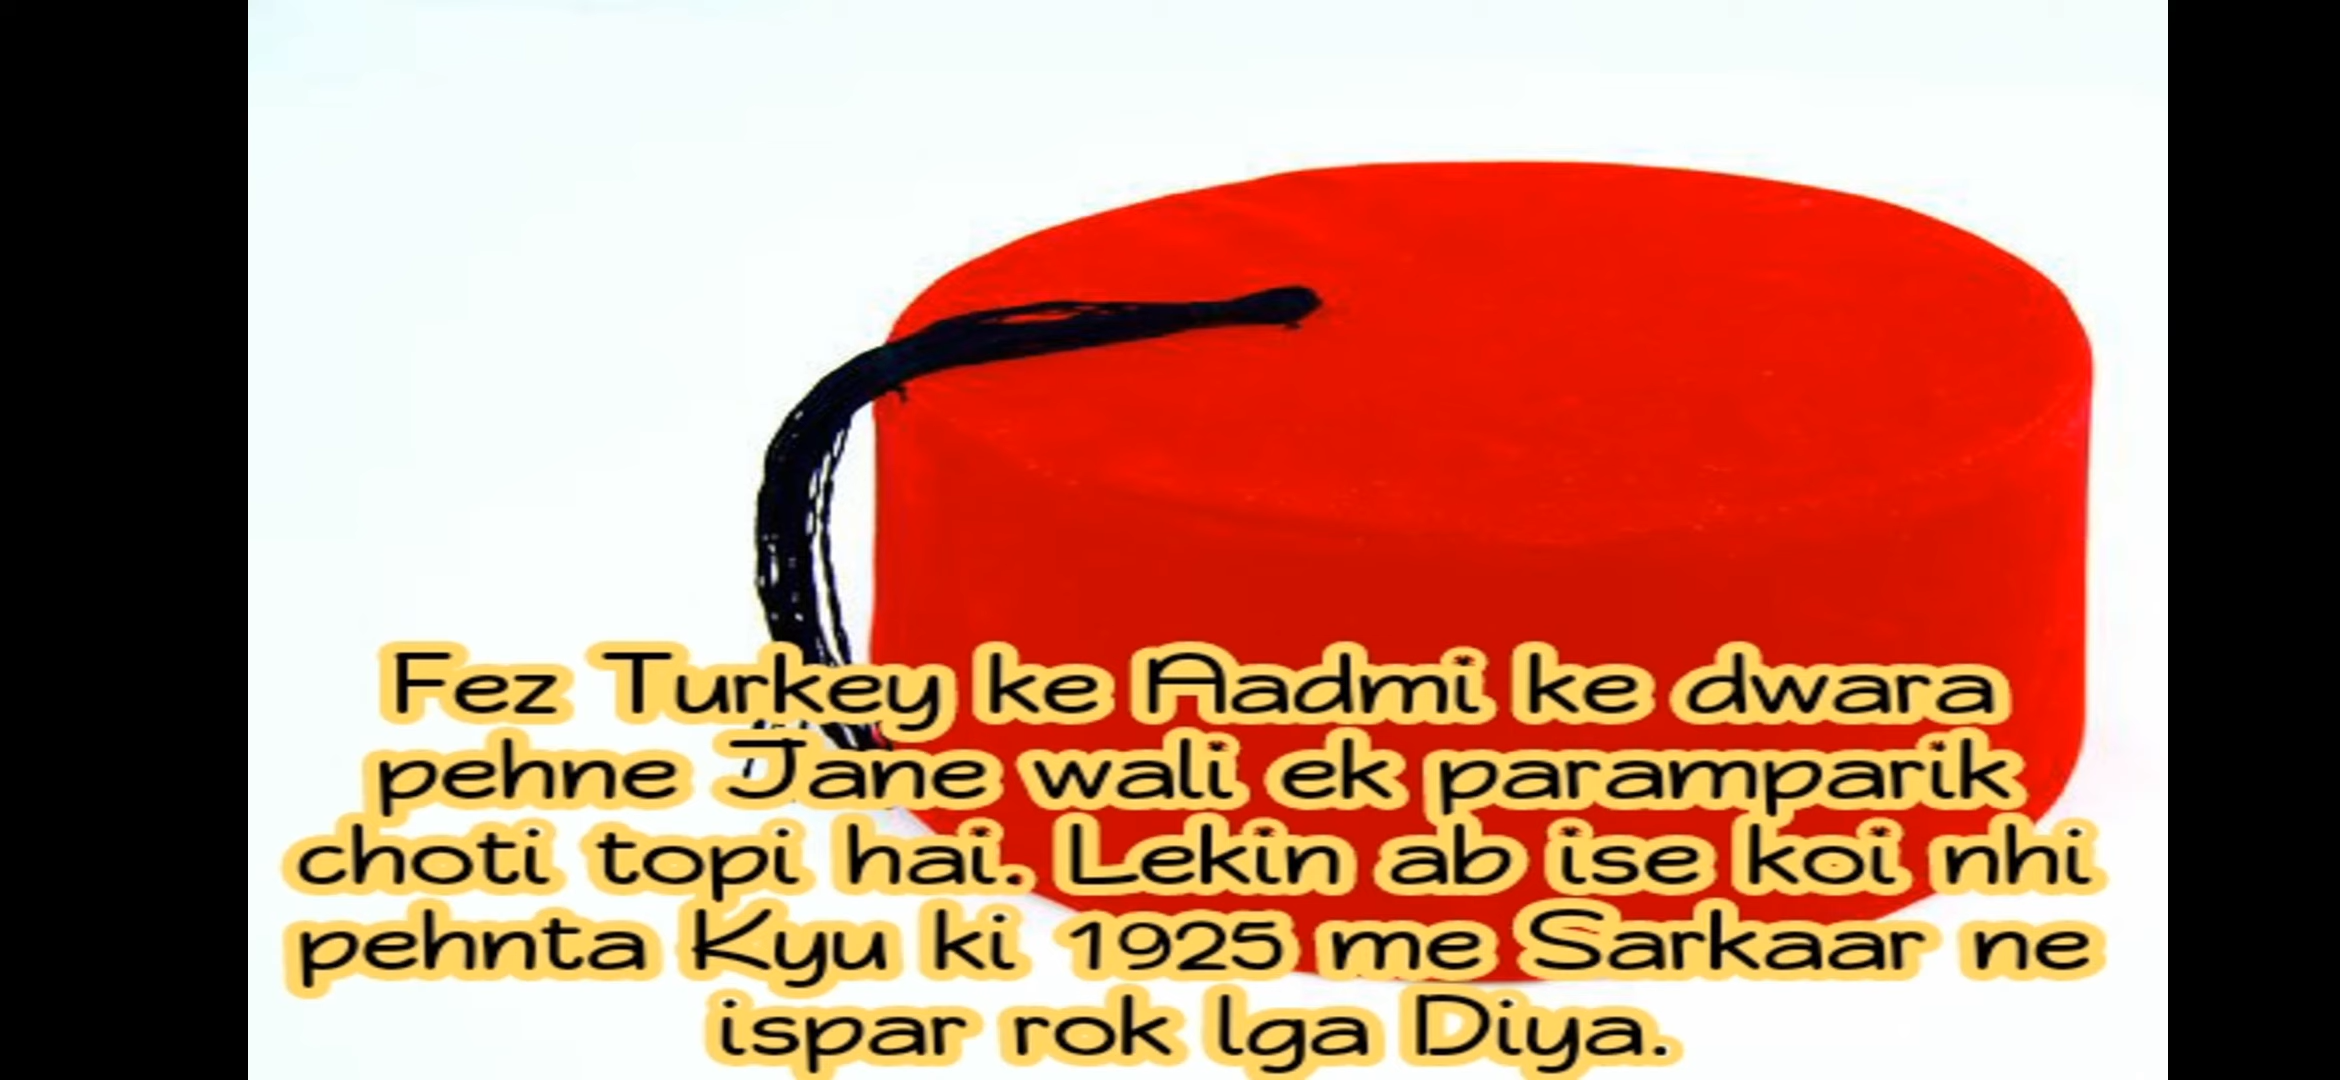 Fez Turkey ke Aadmi ke dwara
pehne Jane wali ek paramparik
choti topi hai. Lekin ab ise koi nhi
pehnta Kyu ki 1925 me Sarkaar ne
ispar rok lga Diya.